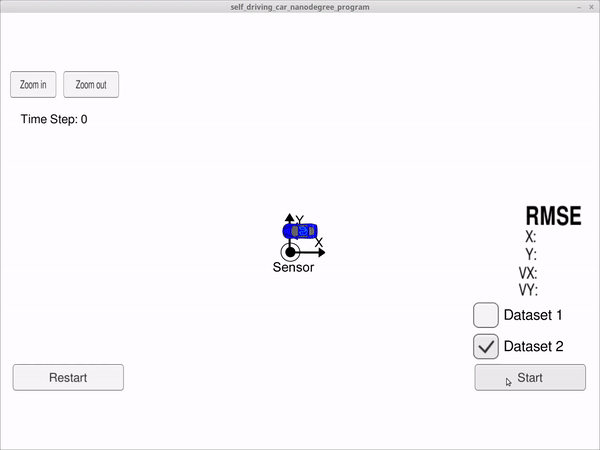 self_driving_car_nanodegree_program
Zoom in
Zoom out
Time Step: 0
Y
X
Sensor
RMSE
X:
Y:
VX:
VY:
Dataset 1
Dataset 2
Restart
Start